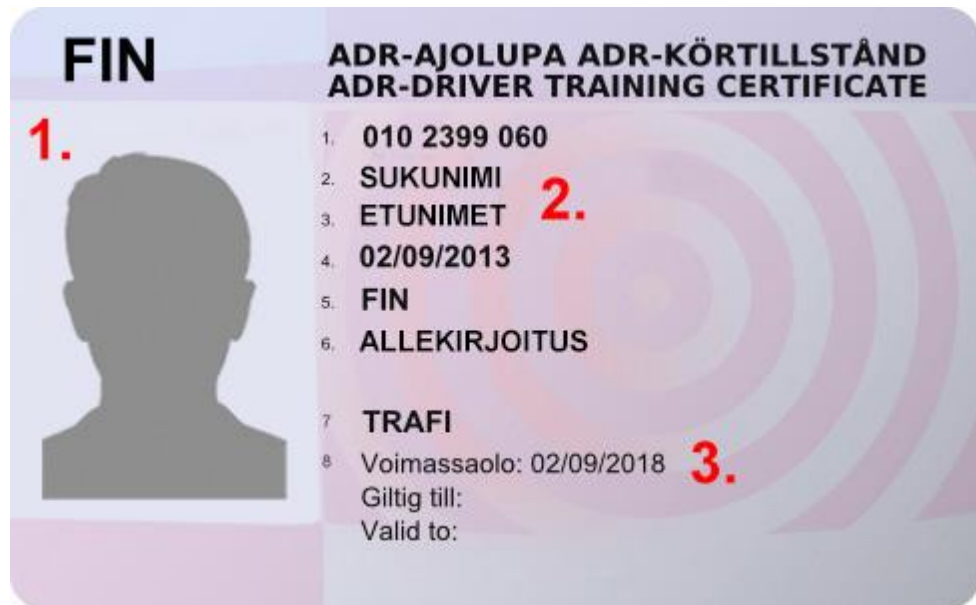 FIN
ADR-AJOLUPA ADR-KÖRTILLSTÅND
ADR-DRIVER TRAINING CERTIFICATE
1.
1. 010 2399 060
2. SUKUNIMI
2.
3. ETUNIMET
4. 02/09/2013
5. FIN
6. ALLEKIRJOITUS
7 TRAFI
8 Voimassaolo: 02/09/2018
3.
Giltig till:
Valid to: